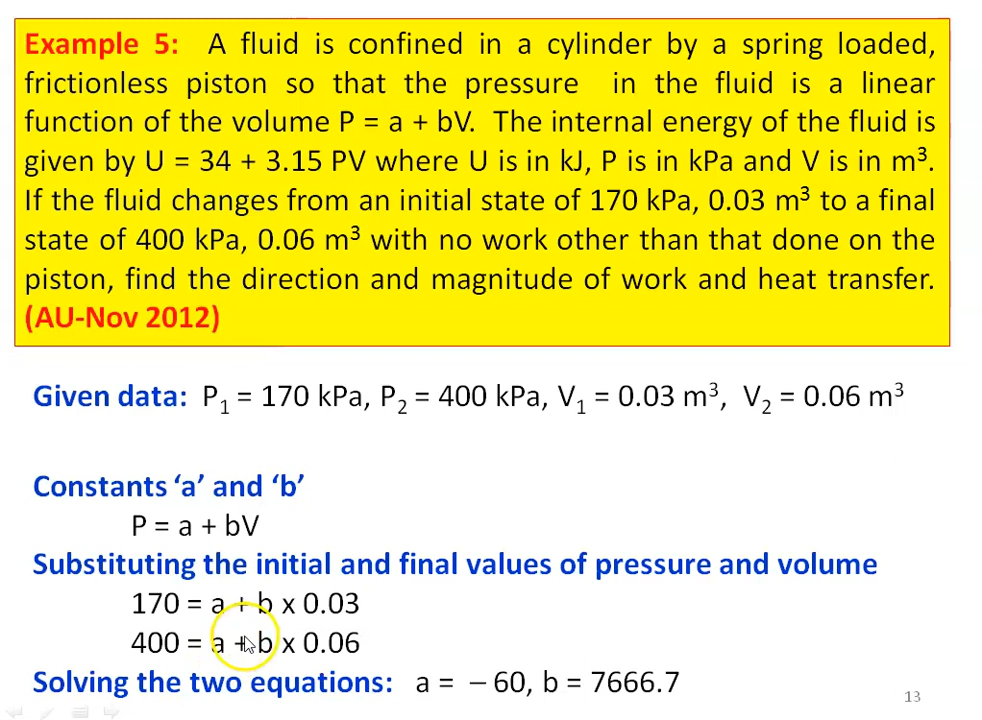 Example 5: A fluid is confined in a cylinder by a spring loaded,
frictionless piston so that the pressure in the fluid is a linear
function of the volume P = a + bV. The internal energy of the fluid is
given by U = 34 + 3.15 PV where U is in kJ, P is in kPa and V is in m³.
If the fluid changes from an initial state of 170 kPa, 0.03 m³ to a final
state of 400 kPa, 0.06 m³ with no work other than that done on the
piston, find the direction and magnitude of work and heat transfer.
(AU-Nov 2012)
Given data: P₁ = 170 kPa, P₂ = 400 kPa, V₁ = 0.03 m³, V₂ = 0.06 m³
Constants ‘a’ and ‘b’
P = a + bV
Substituting the initial and final values of pressure and volume
170 = a + b x 0.03
400 = a + b x 0.06
Solving the two equations: a = – 60, b = 7666.7
13